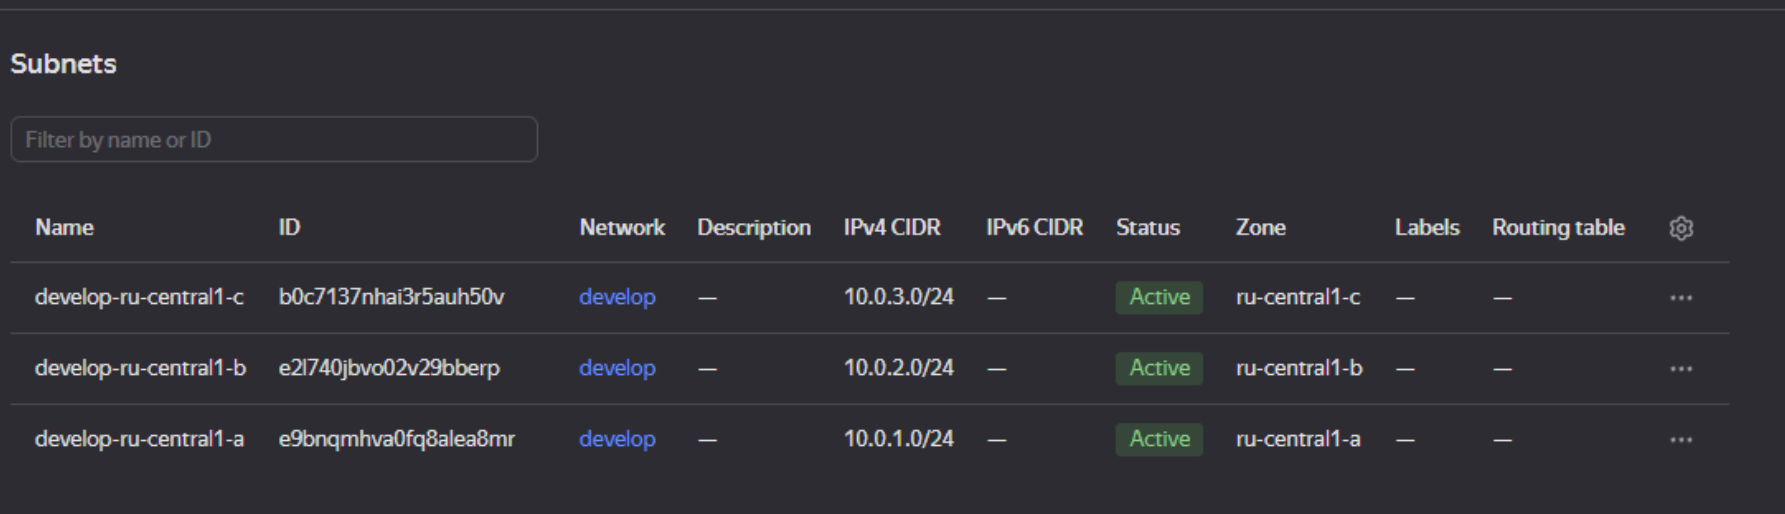 Subnets
Filter by name or ID
Name ID Network Description IPv4 CIDR IPv6 CIDR Status Zone Labels Routing table
develop-ru-central1-c b0c7137nhai3r5auh50v develop — 10.0.3.0/24 — Active ru-central1-c — —
develop-ru-central1-b e2l740jbvo02v29bberp develop — 10.0.2.0/24 — Active ru-central1-b — —
develop-ru-central1-a e9bnqmhva0fq8alea8mr develop — 10.0.1.0/24 — Active ru-central1-a — —